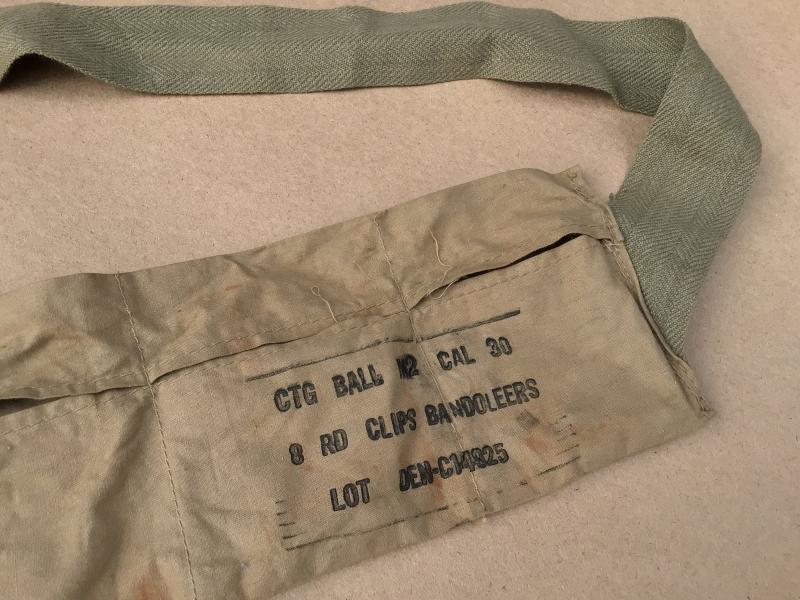 CTG BALL M2 CAL 30
8 RD CLIPS BANDOLEERS
LOT DEN-C14925